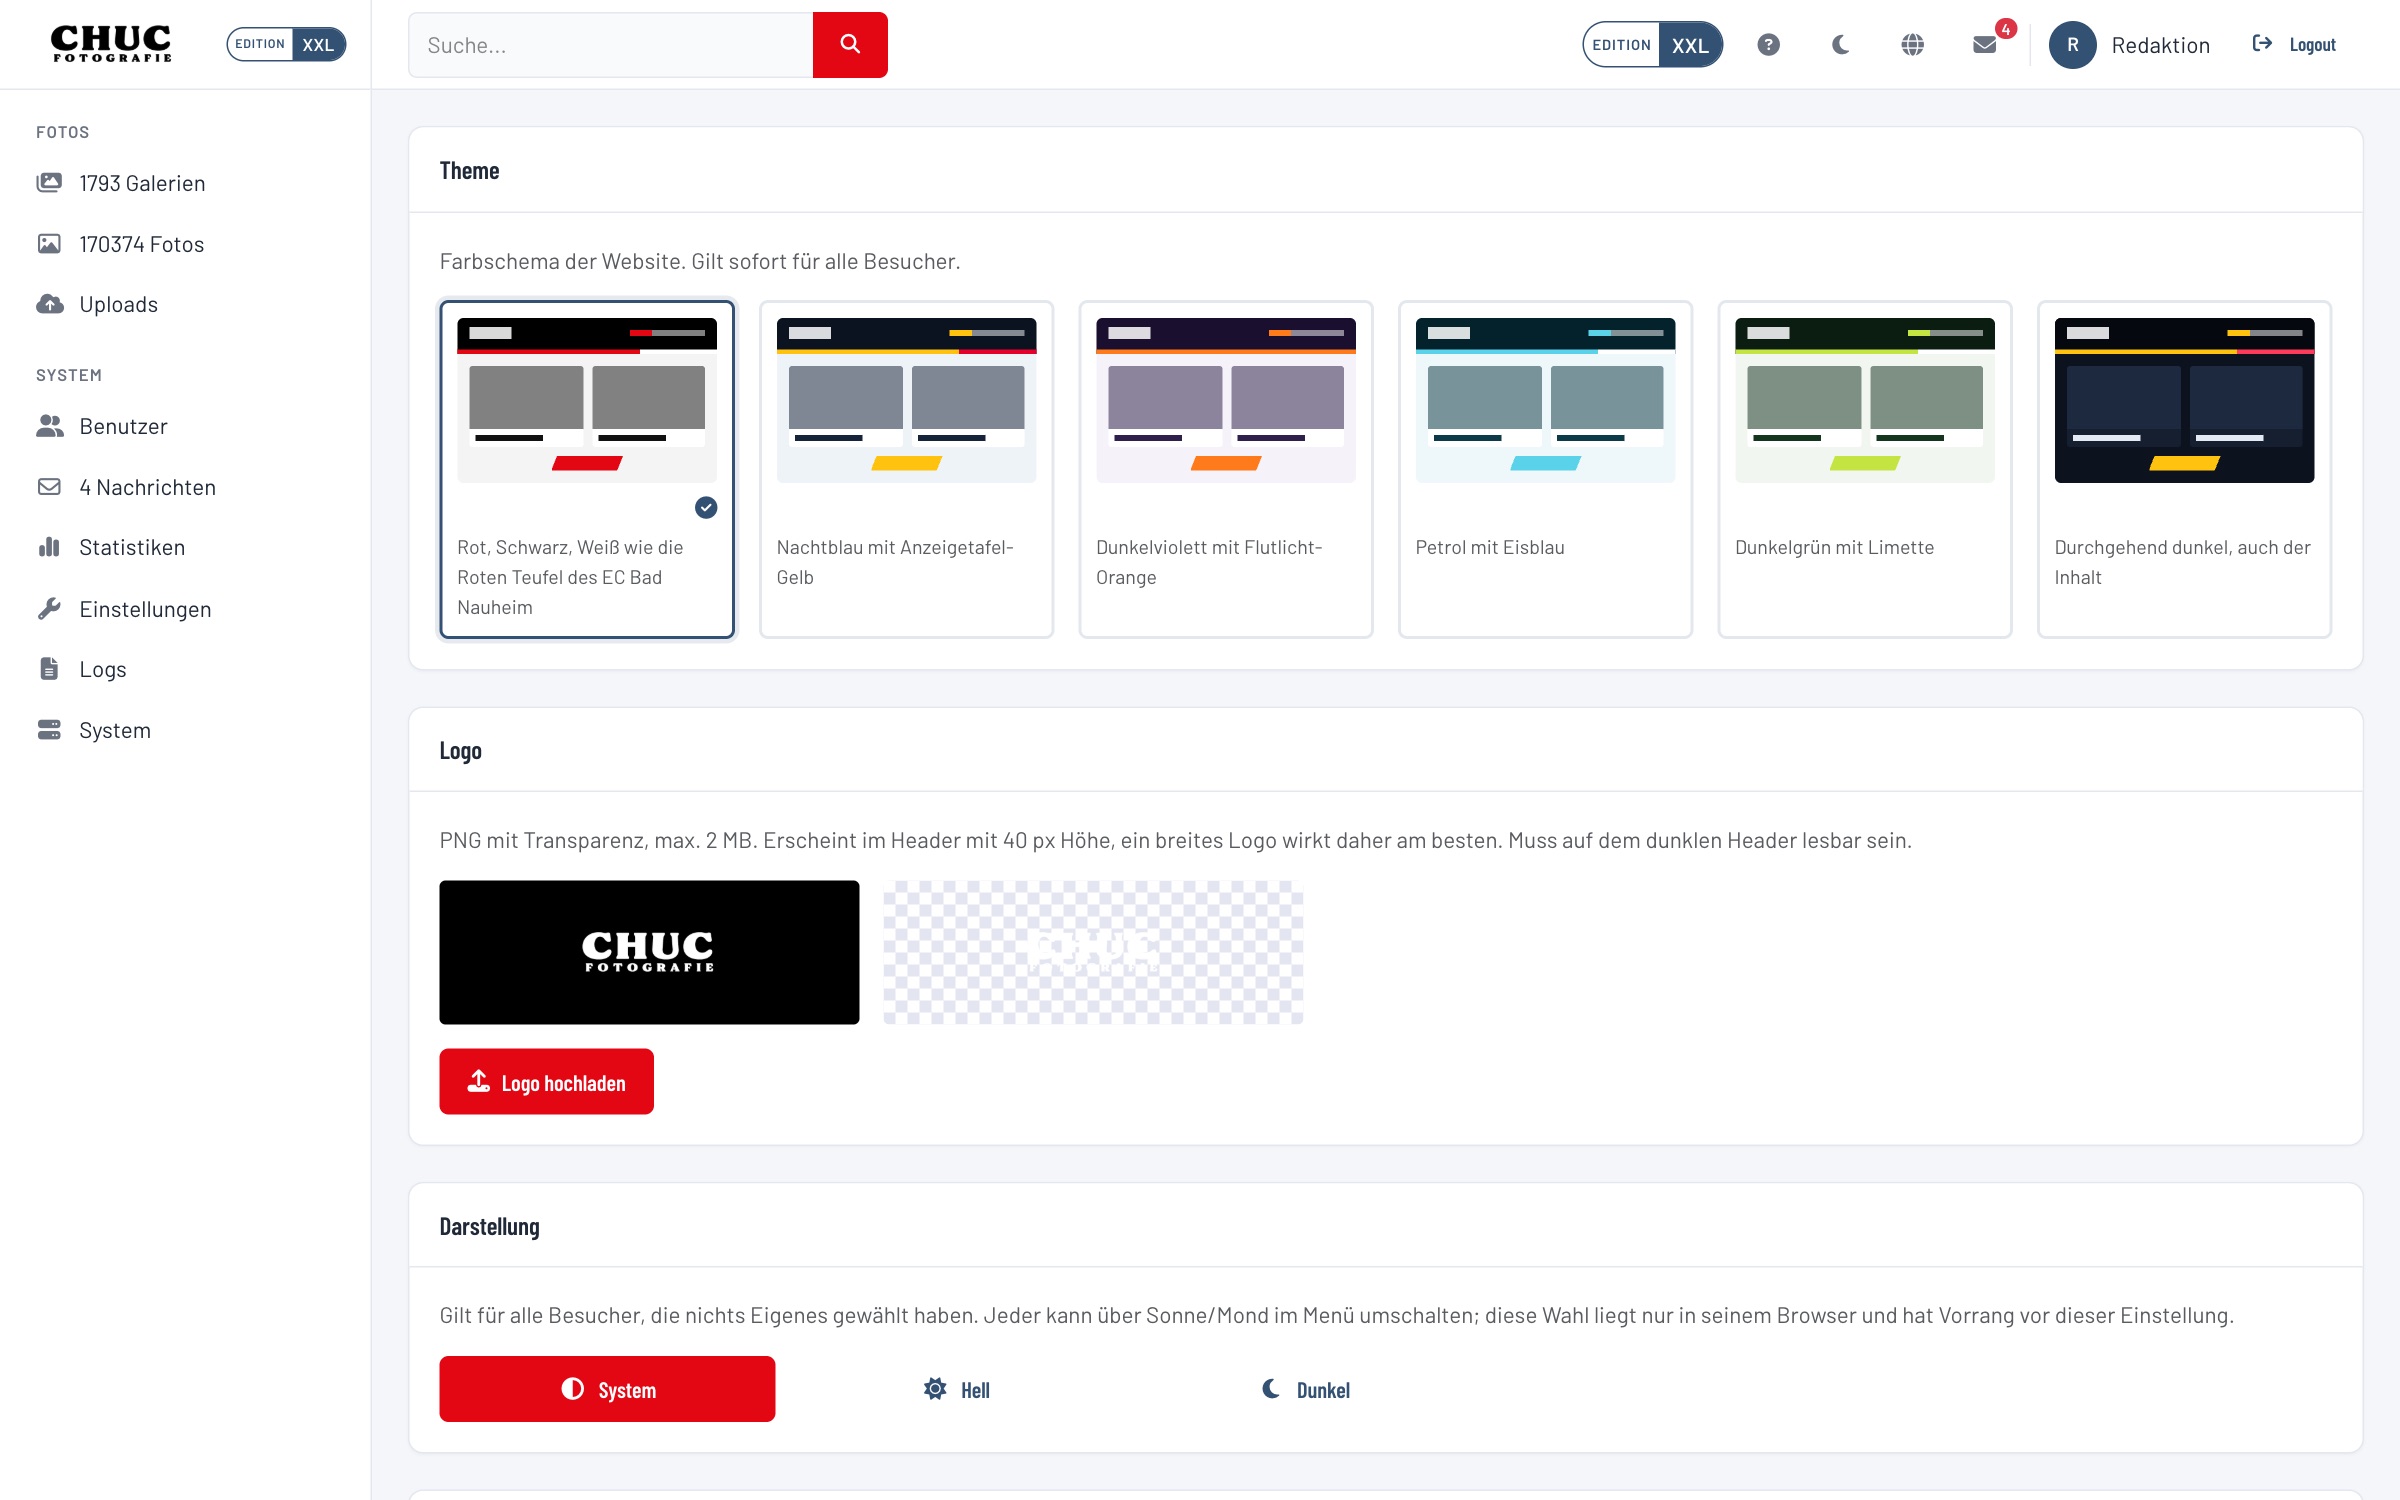 CHUC
FOTOGRAFIE
EDITION XXL
Suche...
EDITION XXL
4
R
Redaktion
Logout
FOTOS
1793 Galerien
170374 Fotos
Uploads
SYSTEM
Benutzer
4 Nachrichten
Statistiken
Einstellungen
Logs
System
Theme
Farbschema der Website. Gilt sofort für alle Besucher.
Rot, Schwarz, Weiß wie die
Roten Teufel des EC Bad
Nauheim
Nachtblau mit Anzeigetafel-
Gelb
Dunkelviolett mit Flutlicht-
Orange
Petrol mit Eisblau
Dunkelgrün mit Limette
Durchgehend dunkel, auch der
Inhalt
Logo
PNG mit Transparenz, max. 2 MB. Erscheint im Header mit 40 px Höhe, ein breites Logo wirkt daher am besten. Muss auf dem dunklen Header lesbar sein.
CHUC
FOTOGRAFIE
CHUC
FOTOGRAFIE
Logo hochladen
Darstellung
Gilt für alle Besucher, die nichts Eigenes gewählt haben. Jeder kann über Sonne/Mond im Menü umschalten; diese Wahl liegt nur in seinem Browser und hat Vorrang vor dieser Einstellung.
System
Hell
Dunkel